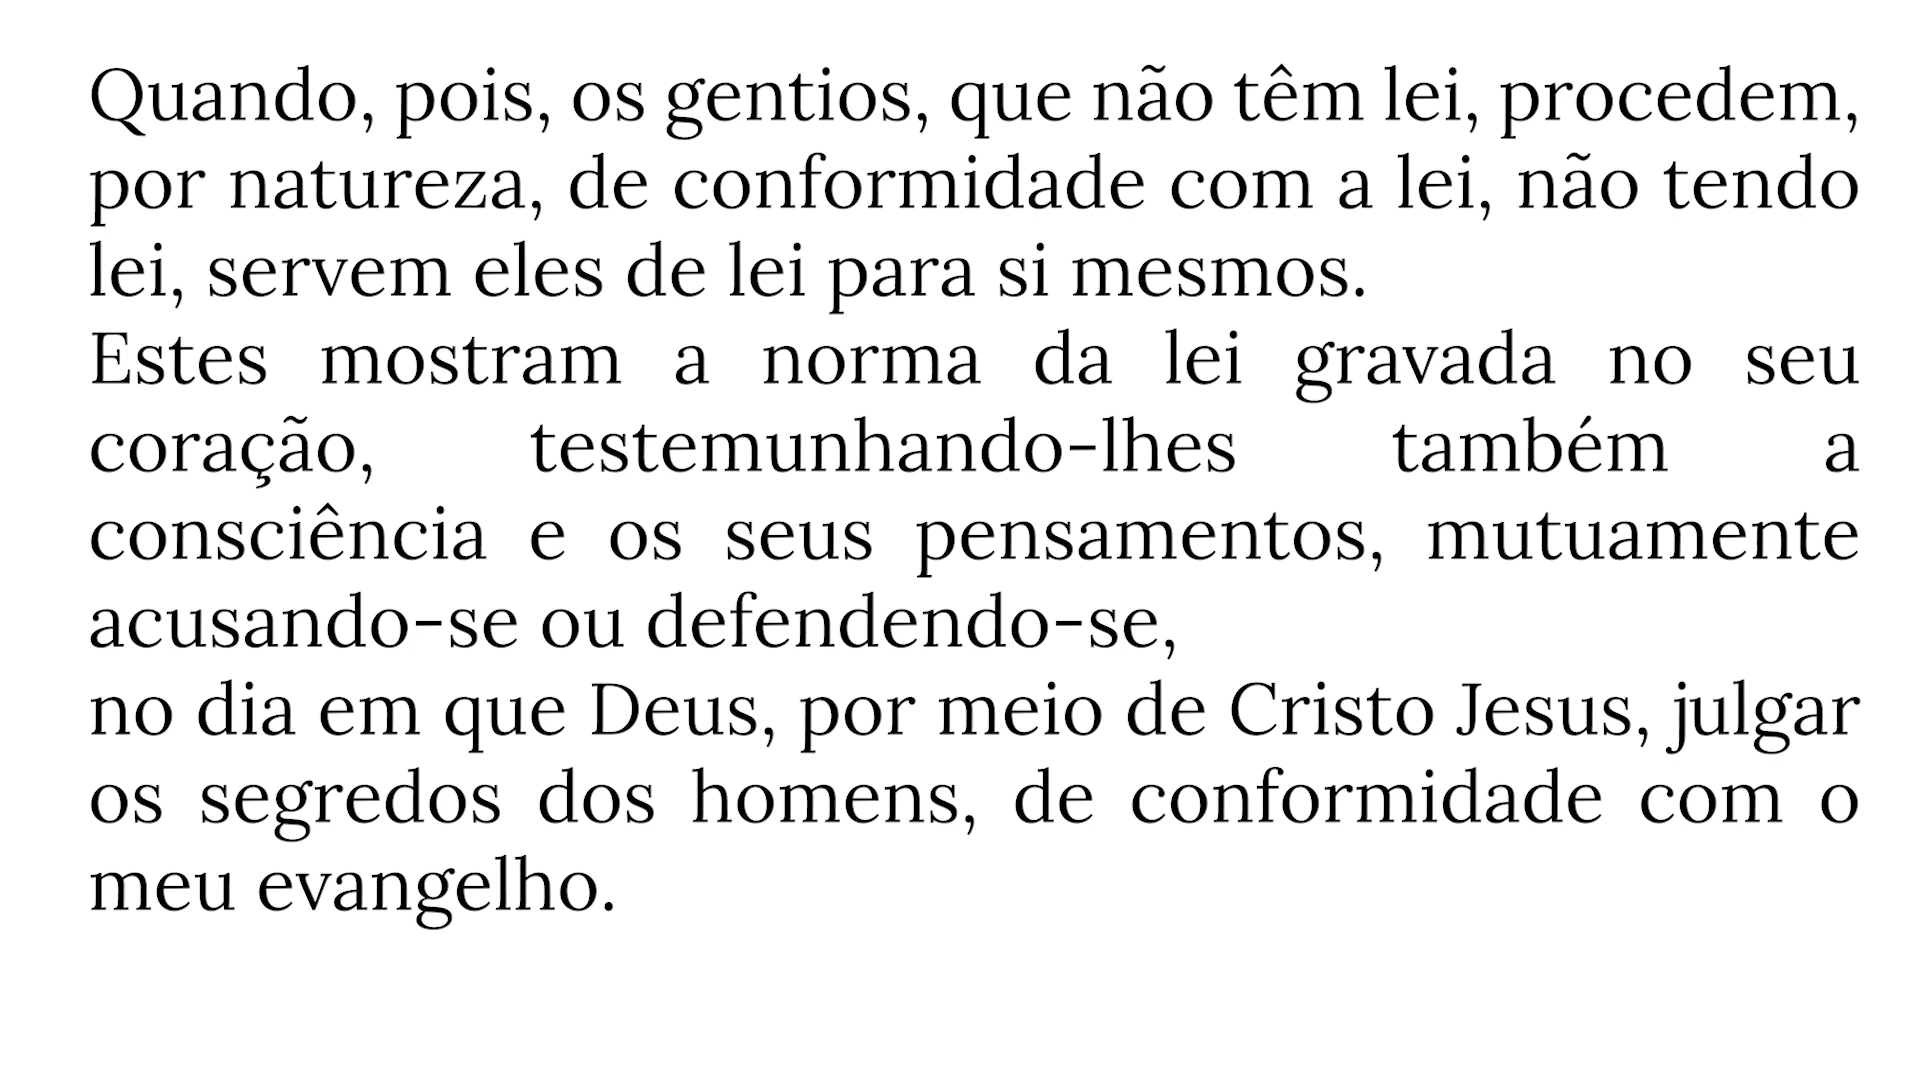 Quando, pois, os gentios, que não têm lei, procedem,
por natureza, de conformidade com a lei, não tendo
lei, servem eles de lei para si mesmos.
Estes mostram a norma da lei gravada no seu
coração, testemunhando-lhes também a
consciência e os seus pensamentos, mutuamente
acusando-se ou defendendo-se,
no dia em que Deus, por meio de Cristo Jesus, julgar
os segredos dos homens, de conformidade com o
meu evangelho.